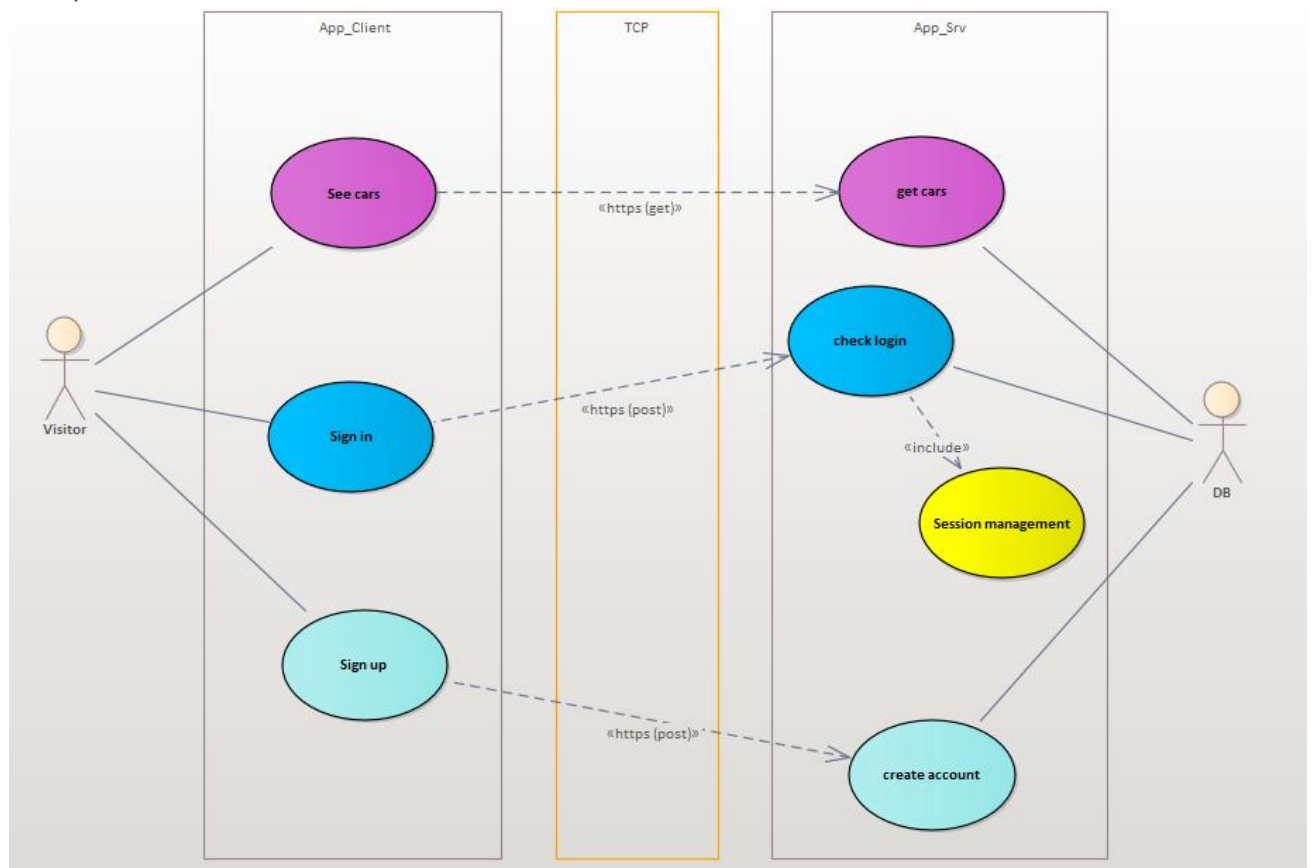 App_Client
TCP
App_Srv
See cars
«https (get)»
get cars
check login
Visitor
Sign in
«https (post)»
«include»
DB
Session management
Sign up
«https (post)»
create account